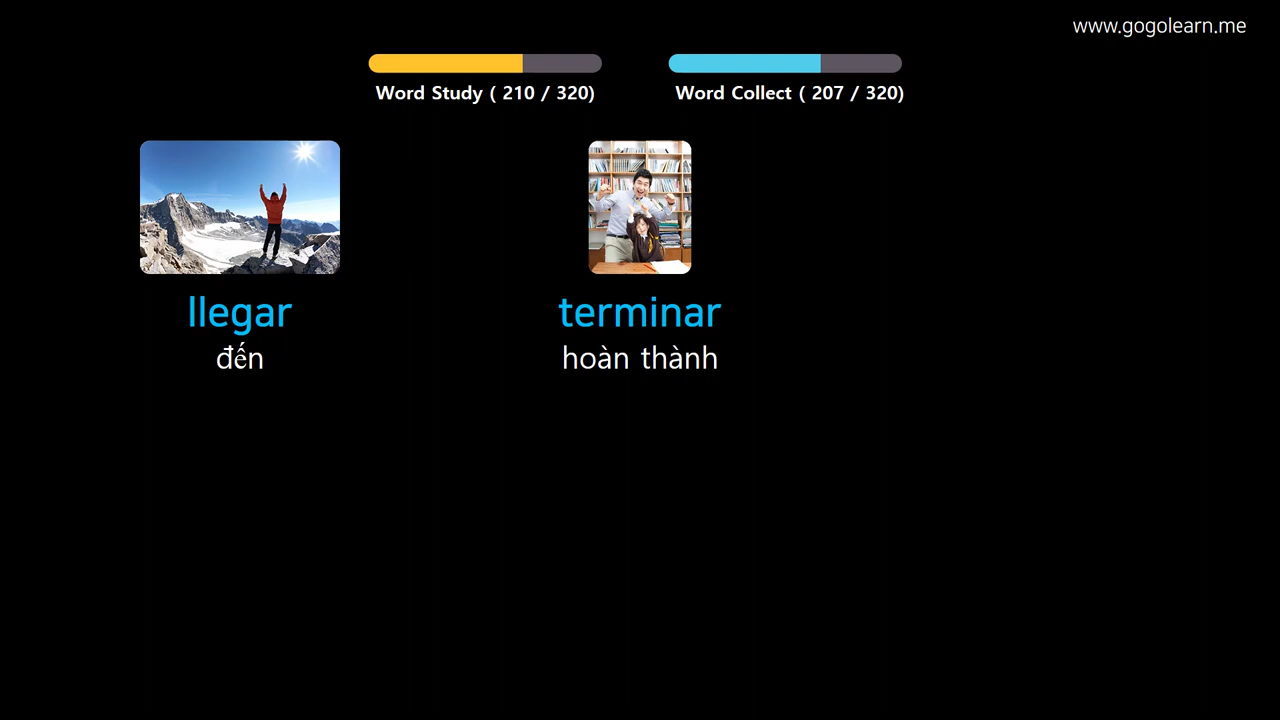 www.gogolearn.me
Word Study ( 210 / 320)
Word Collect ( 207 / 320)
llegar
terminar
đến
hoàn thành